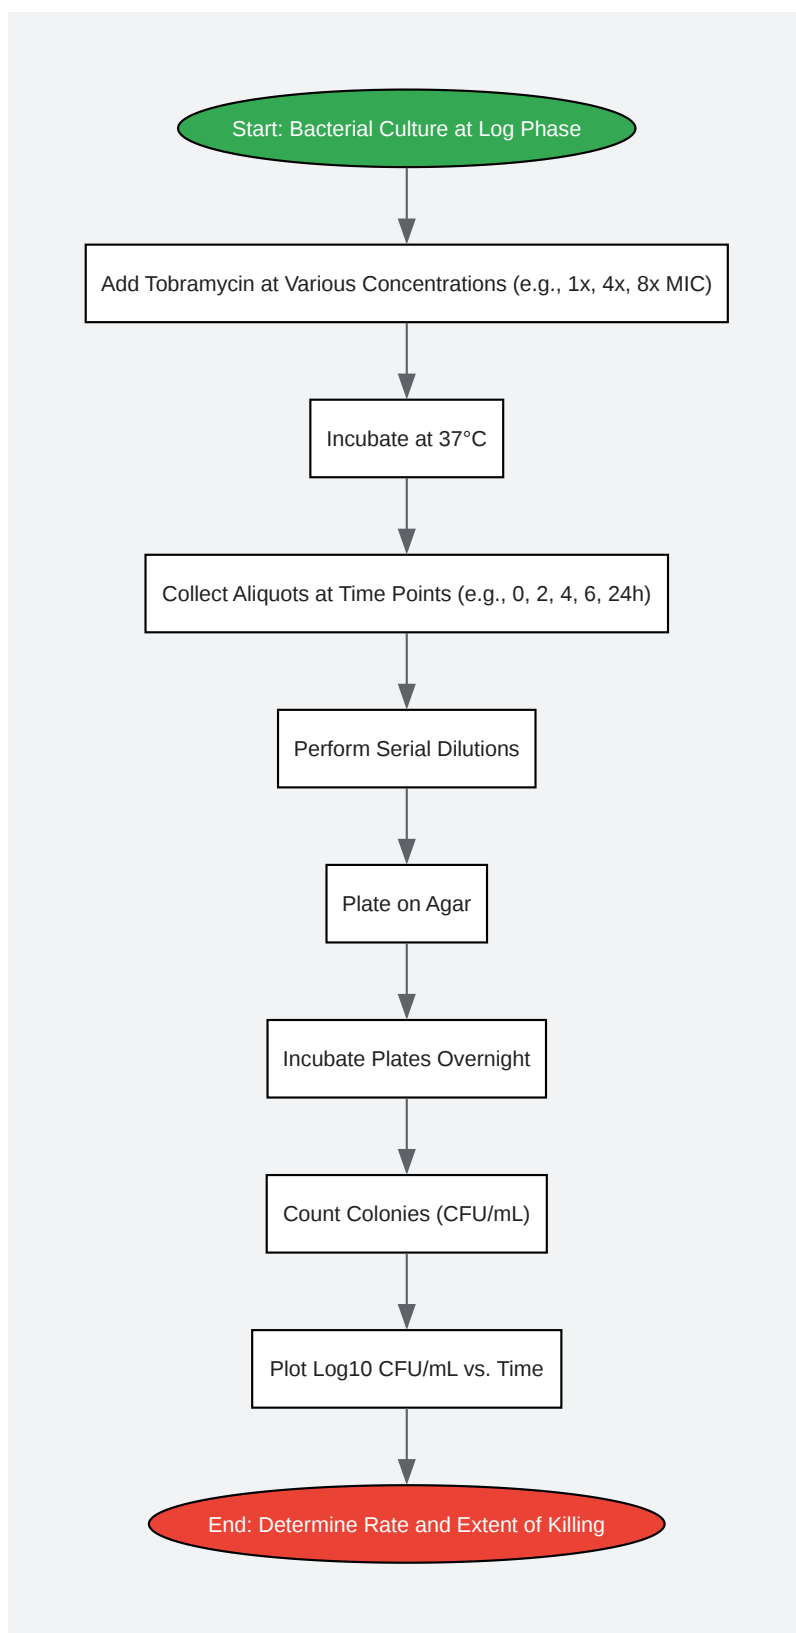 Start: Bacterial Culture at Log Phase
Add Tobramycin at Various Concentrations (e.g., 1x, 4x, 8x MIC)
Incubate at 37°C
Collect Aliquots at Time Points (e.g., 0, 2, 4, 6, 24h)
Perform Serial Dilutions
Plate on Agar
Incubate Plates Overnight
Count Colonies (CFU/mL)
Plot Log10 CFU/mL vs. Time
End: Determine Rate and Extent of Killing